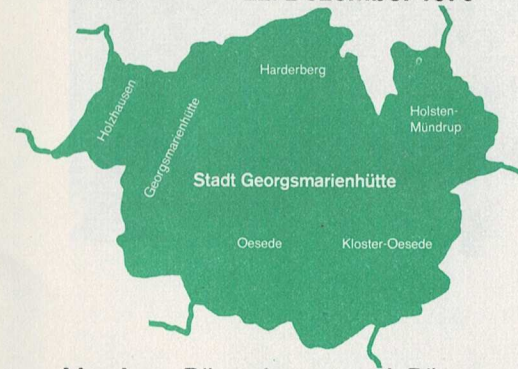 Harderberg
Holzhausen
Georgsmarienhütte
Holsten-
Mündrup
Stadt Georgsmarienhütte
Oesede
Kloster-Oesede